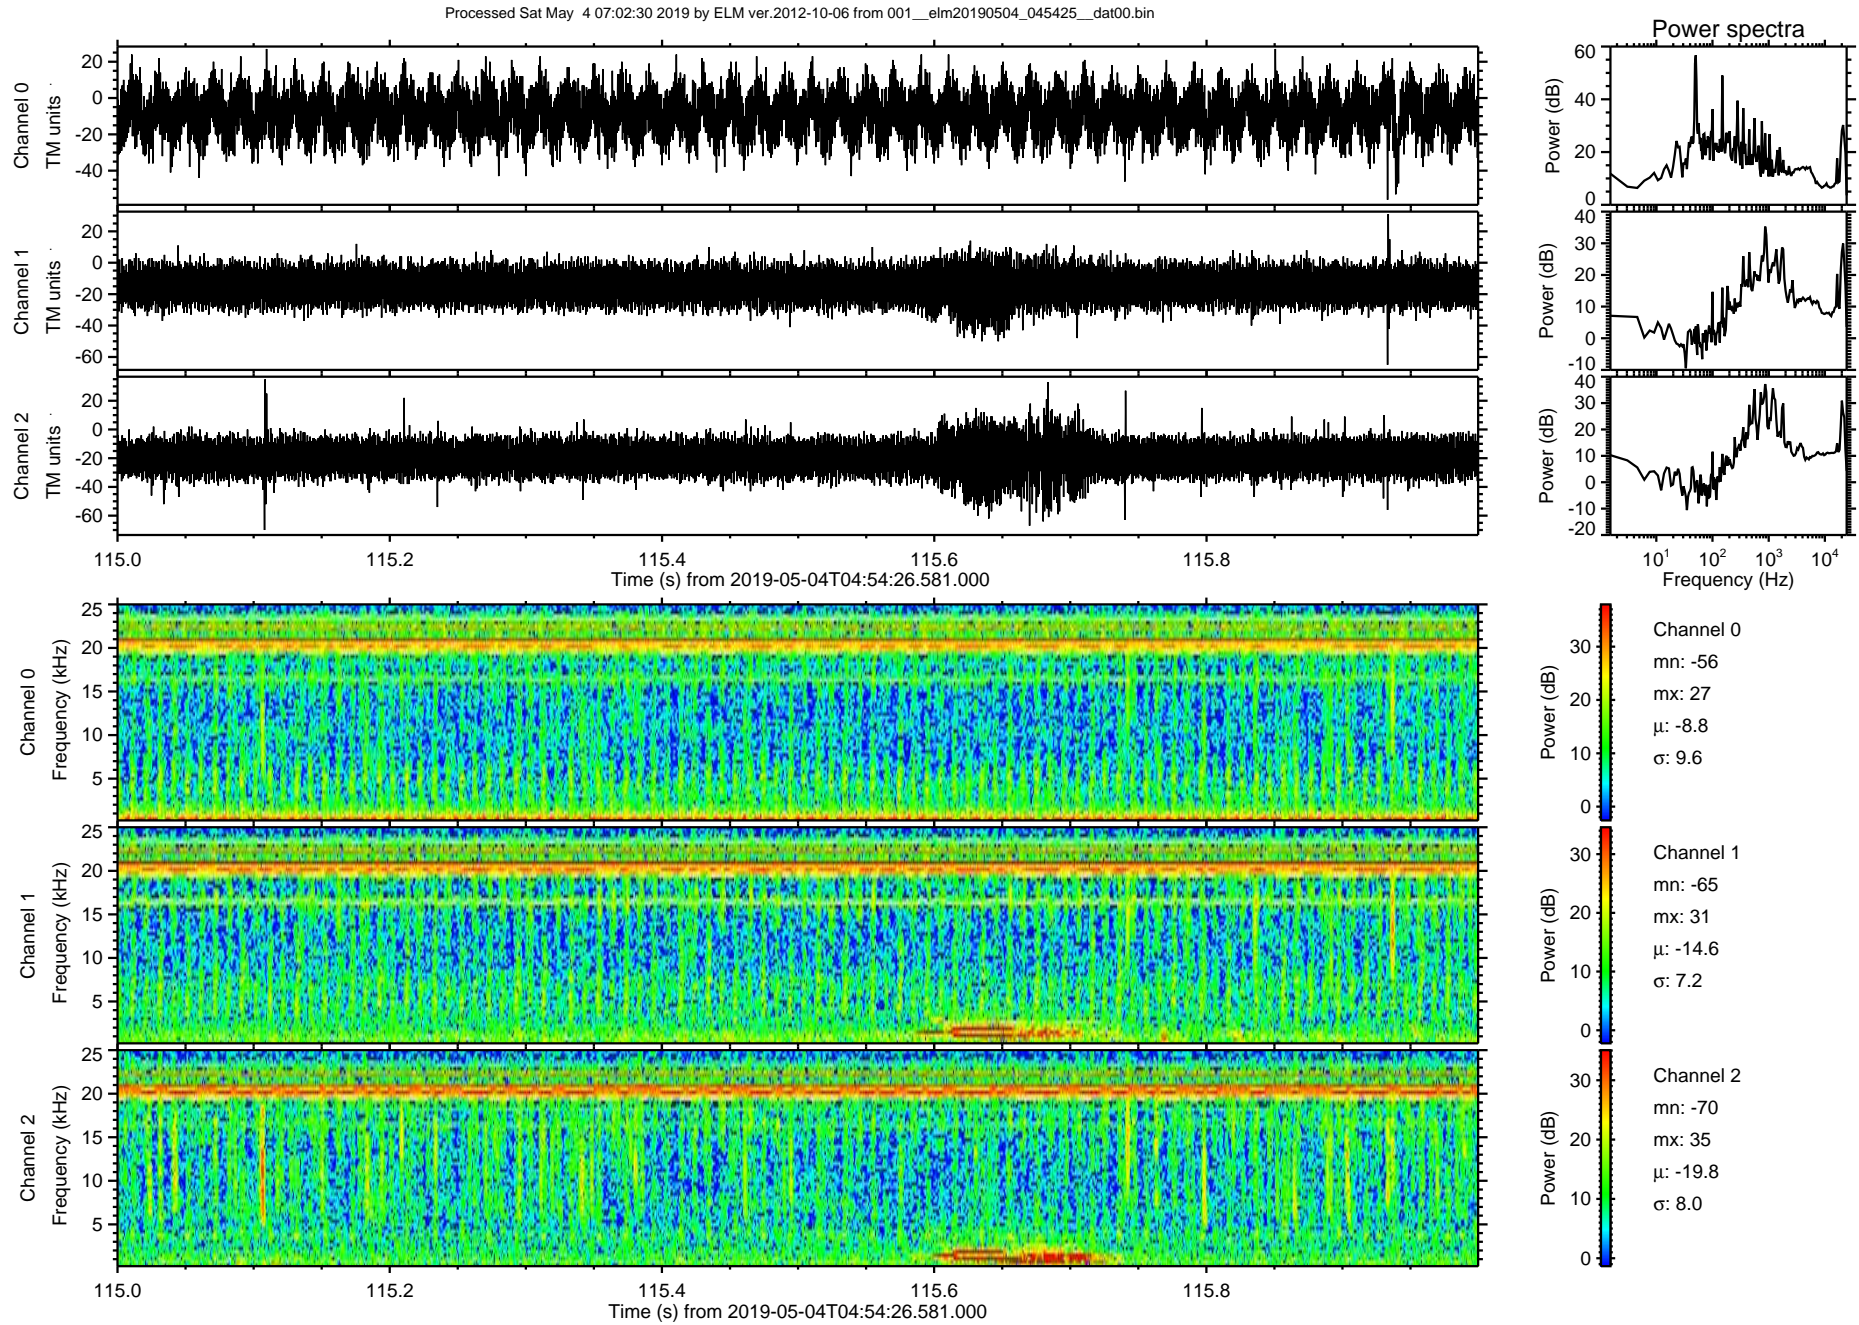 Processed Sat May  4 07:02:30 2019 by ELM ver.2012-10-06 from 001__elm20190504_045425__dat00.bin
Power spectra
Channel 0
TM units
20
0
-20
-40
Power (dB)
60
40
20
0
Channel 1
TM units
20
0
-20
-40
-60
Power (dB)
40
30
20
10
0
-10
Channel 2
TM units
20
0
-20
-40
-60
Power (dB)
40
30
20
10
0
-10
-20
115.0 115.2 115.4 115.6 115.8
Time (s) from 2019-05-04T04:54:26.581.000
10^1 10^2 10^3 10^4
Frequency (Hz)
Channel 0
Frequency (kHz)
25
20
15
10
5
Power (dB)
30
20
10
0
Channel 0
mn: -56
mx: 27
μ: -8.8
σ: 9.6
Channel 1
Frequency (kHz)
25
20
15
10
5
Power (dB)
30
20
10
0
Channel 1
mn: -65
mx: 31
μ: -14.6
σ: 7.2
Channel 2
Frequency (kHz)
25
20
15
10
5
Power (dB)
30
20
10
0
Channel 2
mn: -70
mx: 35
μ: -19.8
σ: 8.0
115.0 115.2 115.4 115.6 115.8
Time (s) from 2019-05-04T04:54:26.581.000